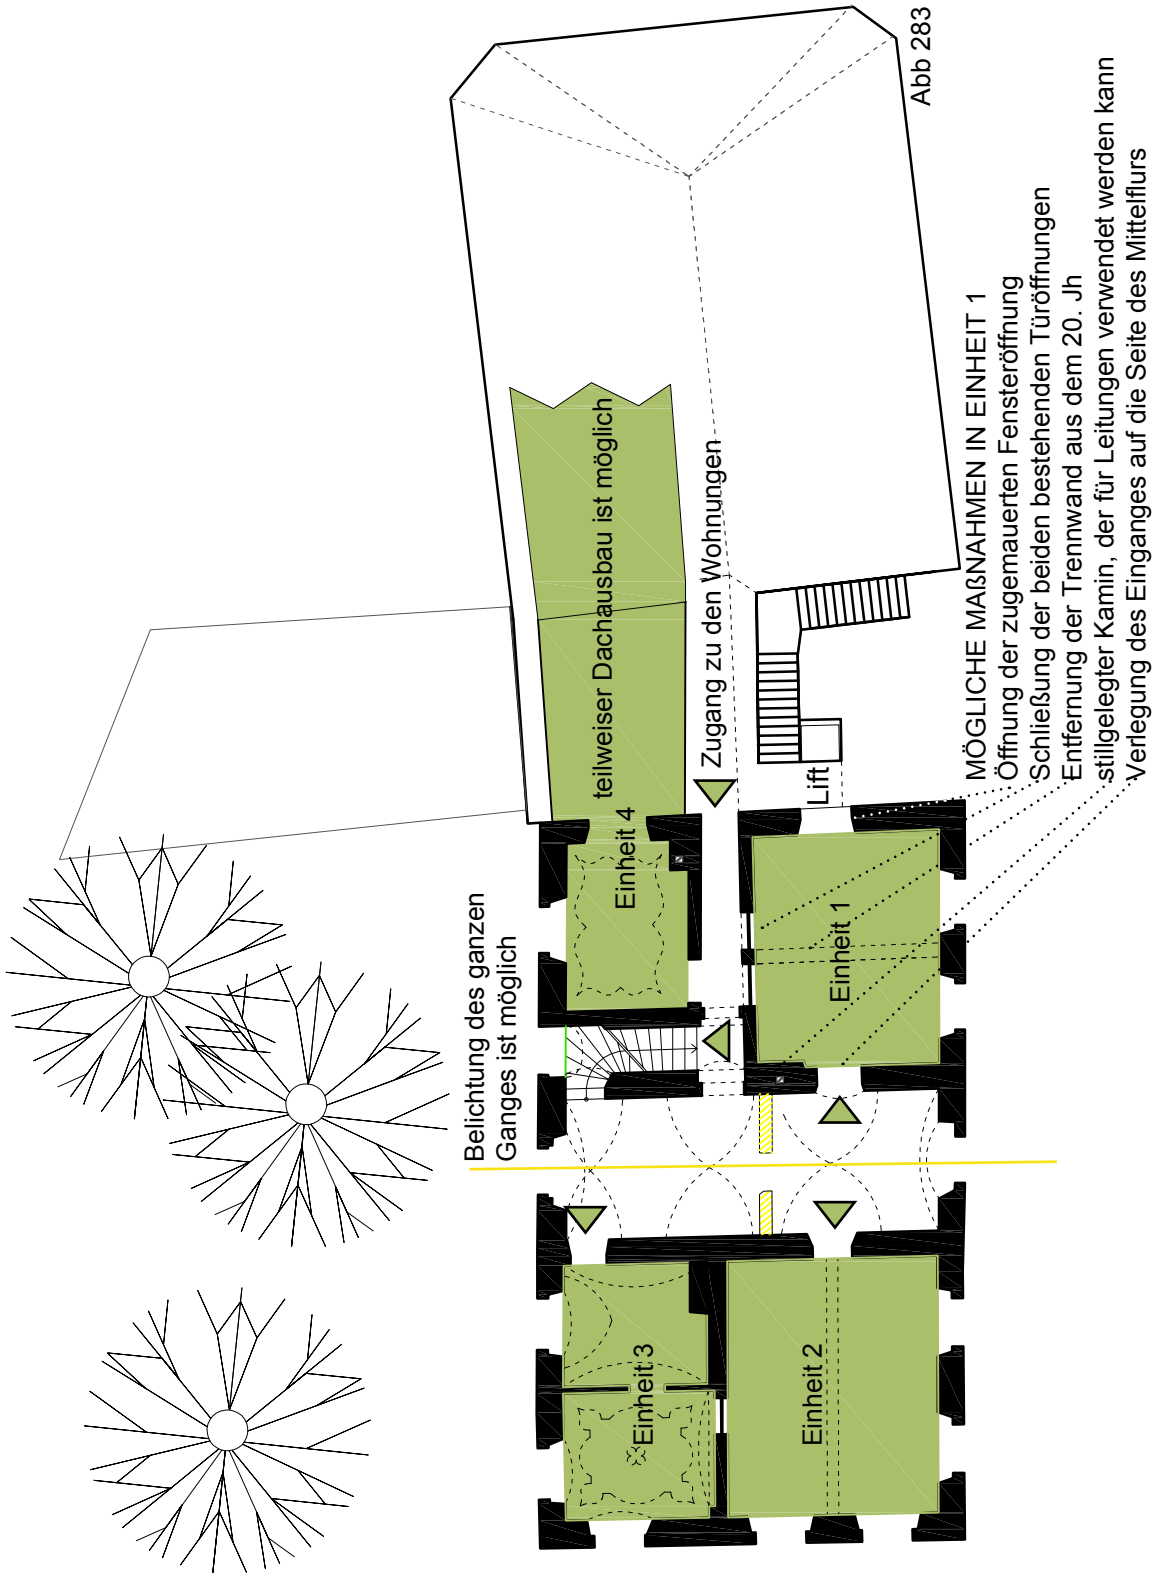 Belichtung des ganzen
Ganges ist möglich
teilweiser Dachausbau ist möglich
Zugang zu den Wohnungen
Einheit 4
Lift
Einheit 1
Einheit 3
Einheit 2
MÖGLICHE MAßNAHMEN IN EINHEIT 1
Öffnung der zugemauerten Fensteröffnung
Schließung der beiden bestehenden Türöffnungen
Entfernung der Trennwand aus dem 20. Jh
stillgelegter Kamin, der für Leitungen verwendet werden kann
Verlegung des Einganges auf die Seite des Mittelflurs
Abb 283